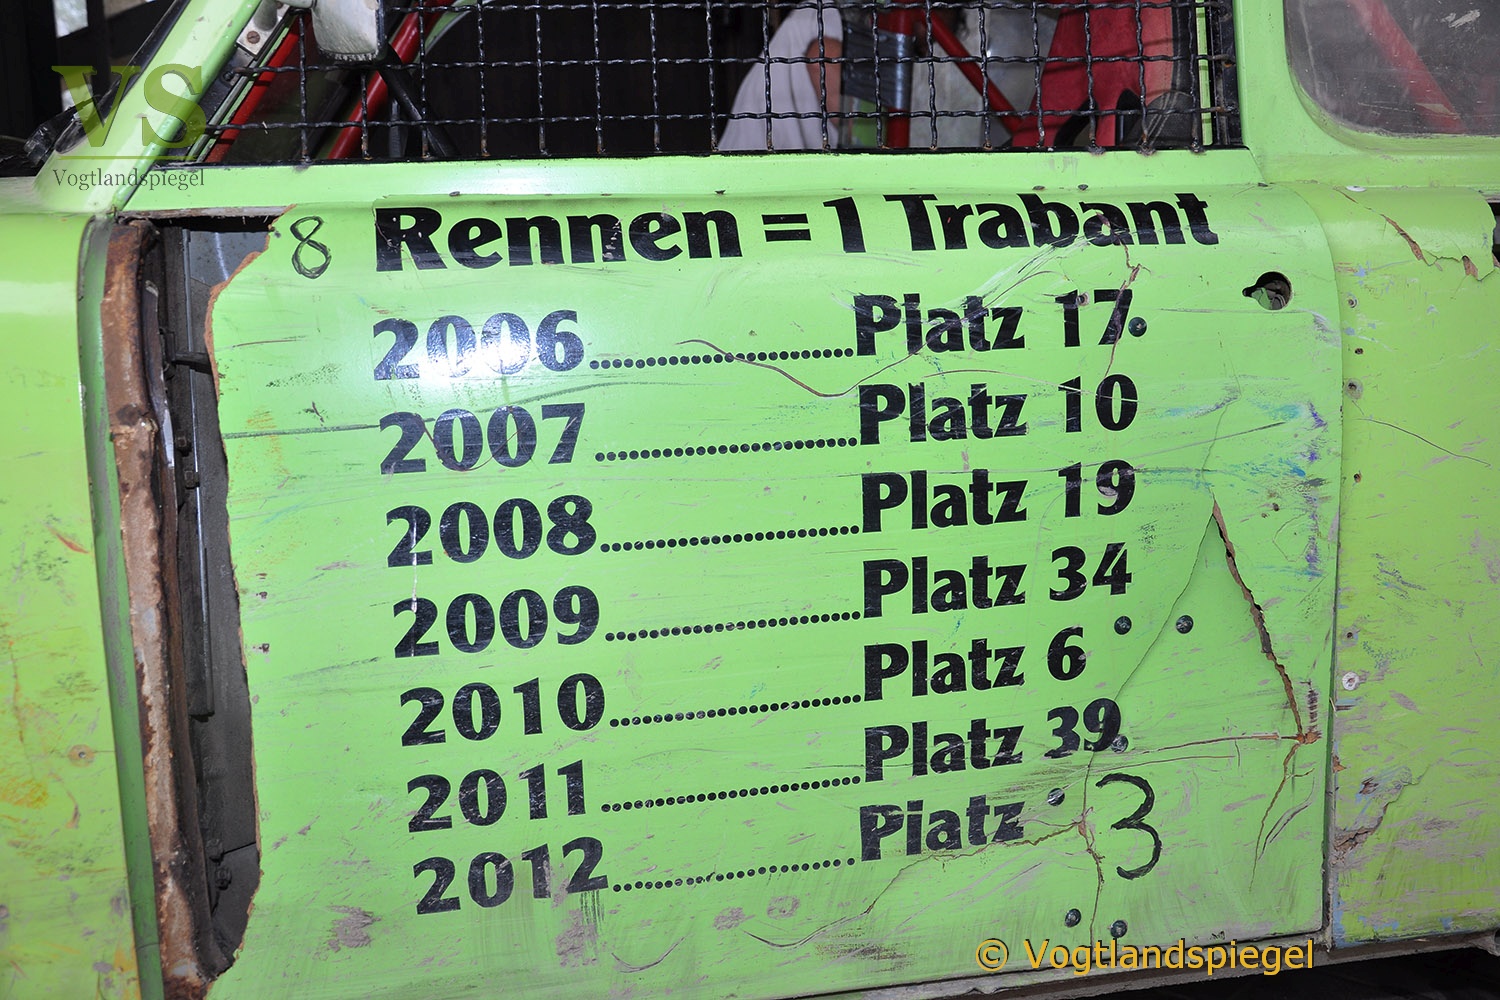 VS
Vogtlandspiegel
8 Rennen = 1 Trabant
2006..............................Platz 17
2007..............................Platz 10
2008..............................Platz 19
2009..............................Platz 34
2010..............................Platz 6
2011..............................Platz 39
2012..............................Platz 3
© Vogtlandspiegel